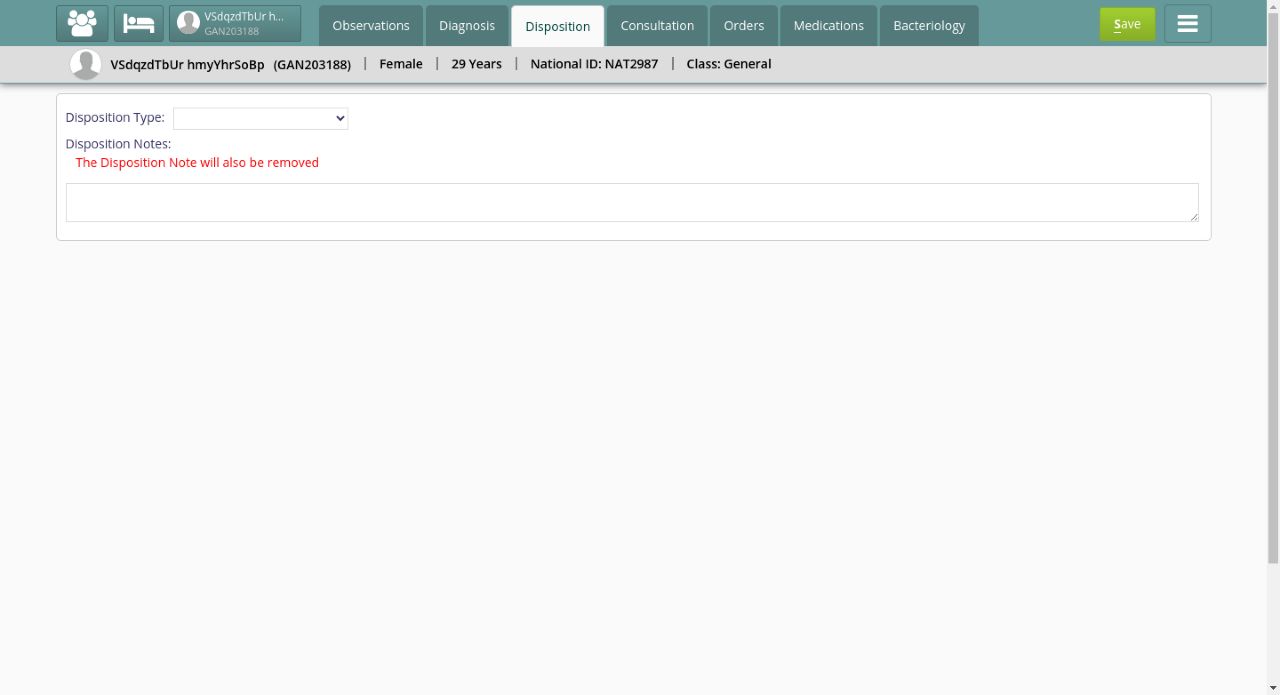 VSdqzdTbUr h...
GAN203188
Observations
Diagnosis
Disposition
Consultation
Orders
Medications
Bacteriology
Save
VSdqzdTbUr hmyYhrSoBp (GAN203188) | Female | 29 Years | National ID: NAT2987 | Class: General
Disposition Type:
Disposition Notes:
The Disposition Note will also be removed